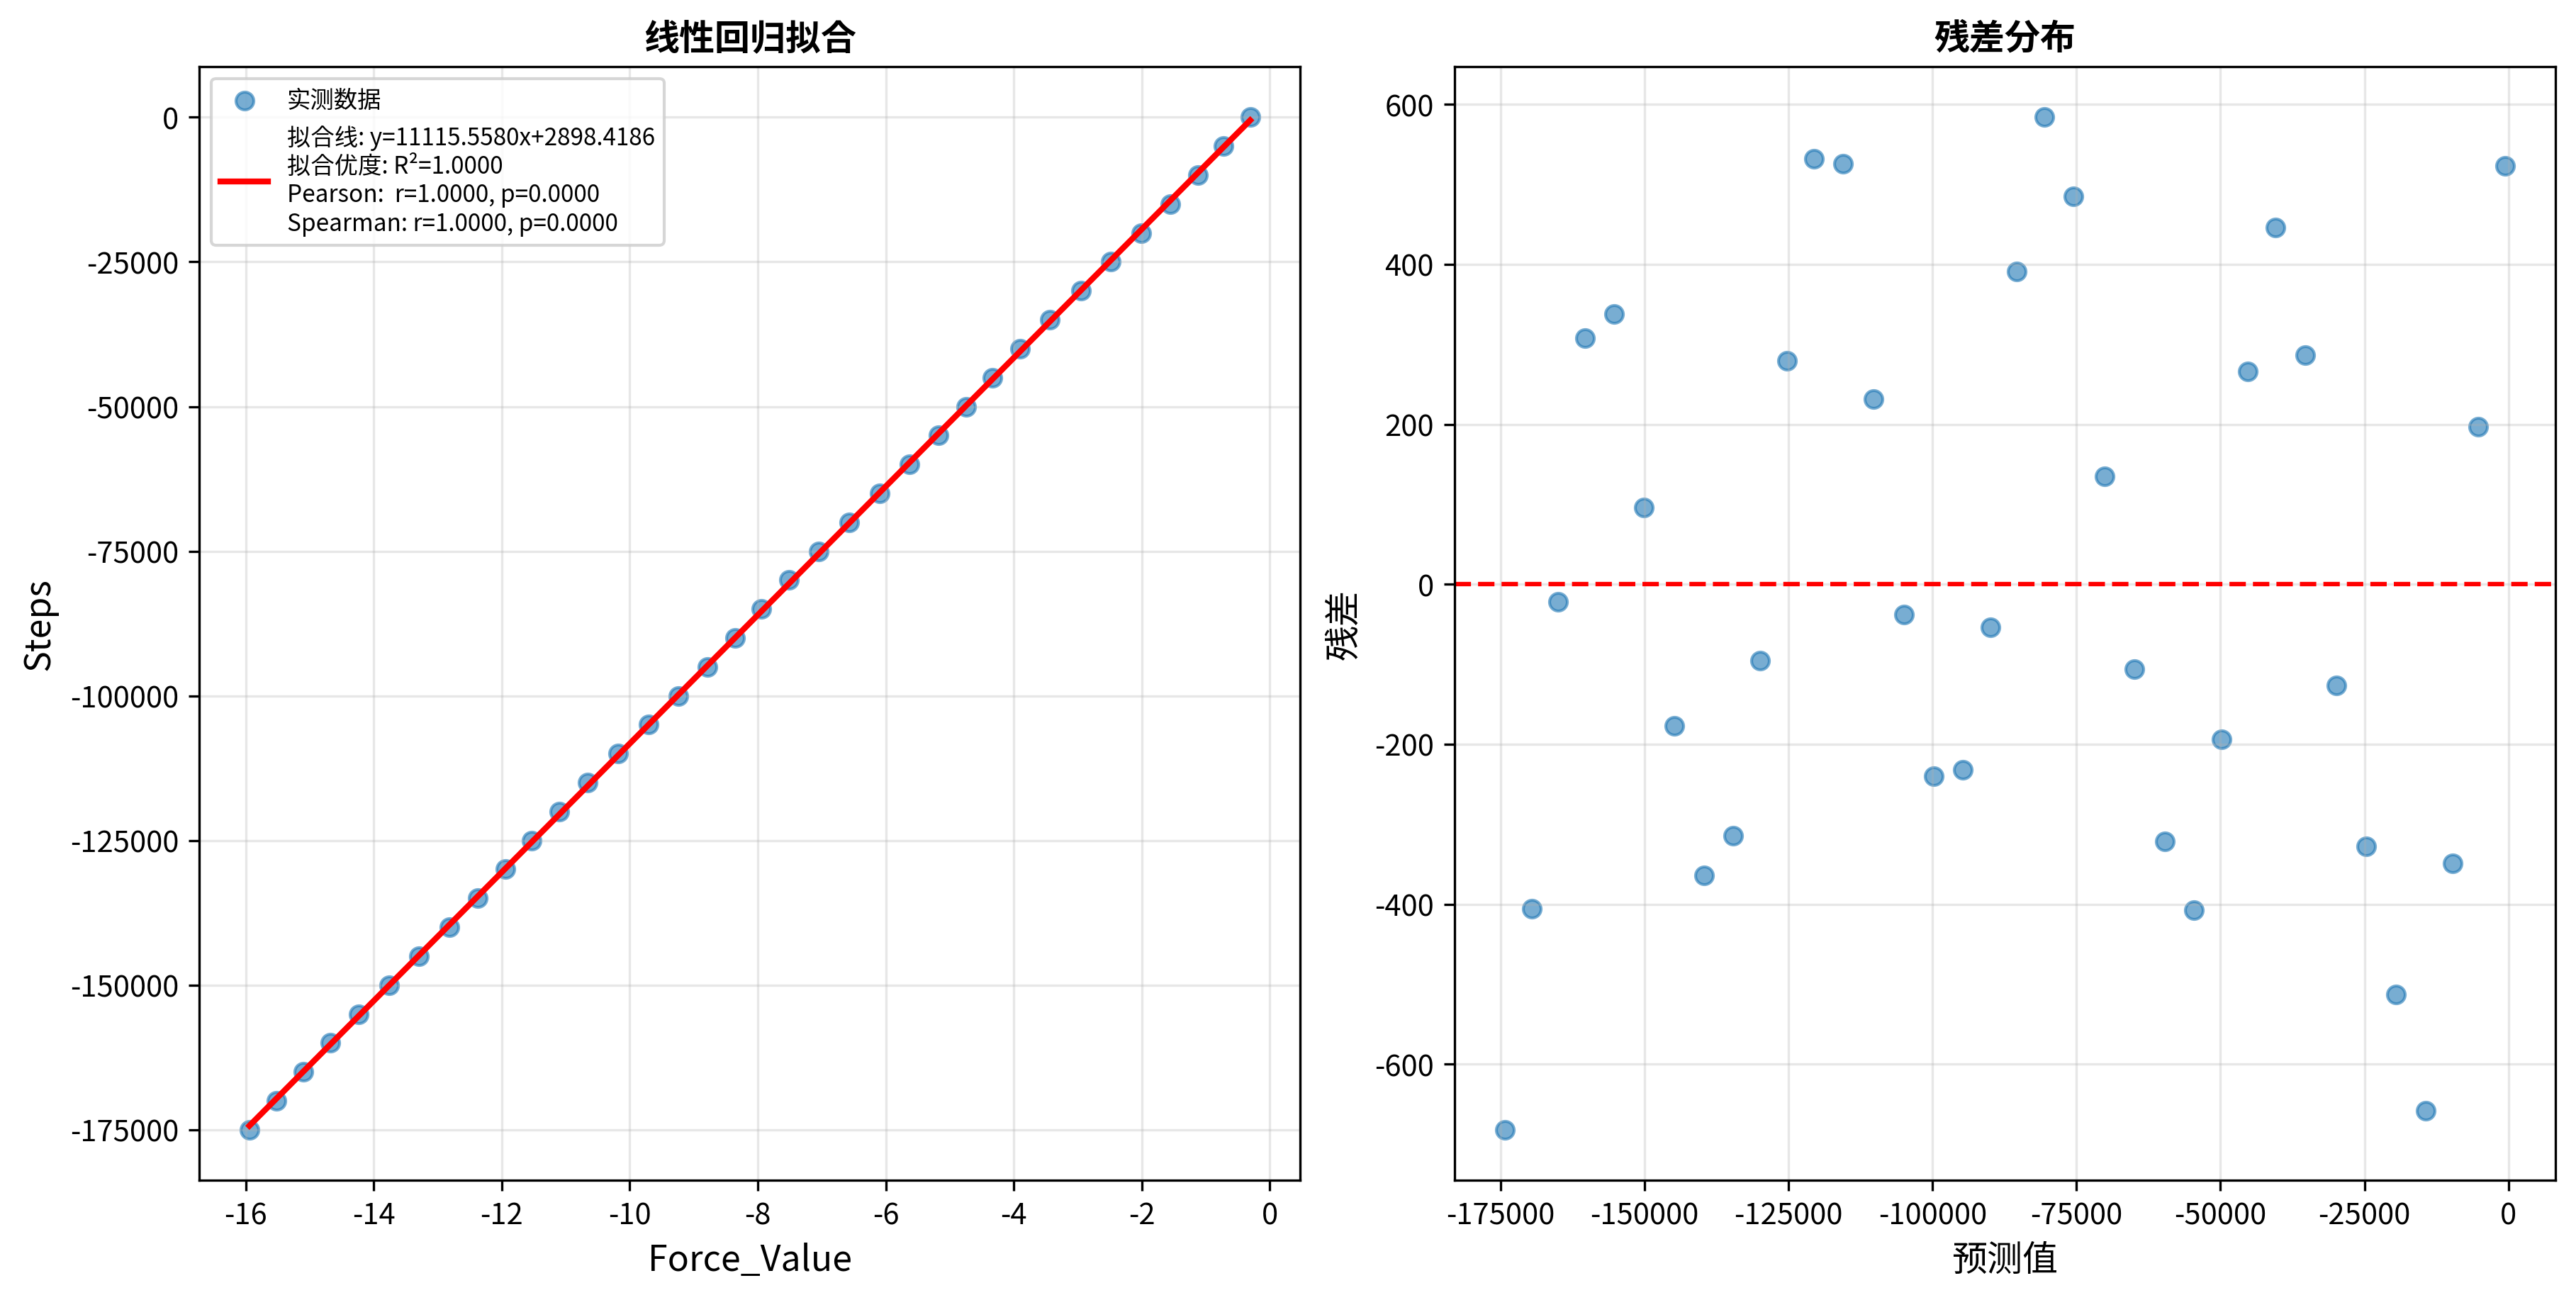 线性回归拟合
实测数据
拟合线: y=11115.5580x+2898.4186
拟合优度: R²=1.0000
Pearson:  r=1.0000, p=0.0000
Spearman: r=1.0000, p=0.0000
0
-25000
-50000
-75000
-100000
-125000
-150000
-175000
Steps
-16 -14 -12 -10 -8 -6 -4 -2 0
Force_Value
残差分布
600
400
200
0
-200
-400
-600
残差
-175000 -150000 -125000 -100000 -75000 -50000 -25000 0
预测值